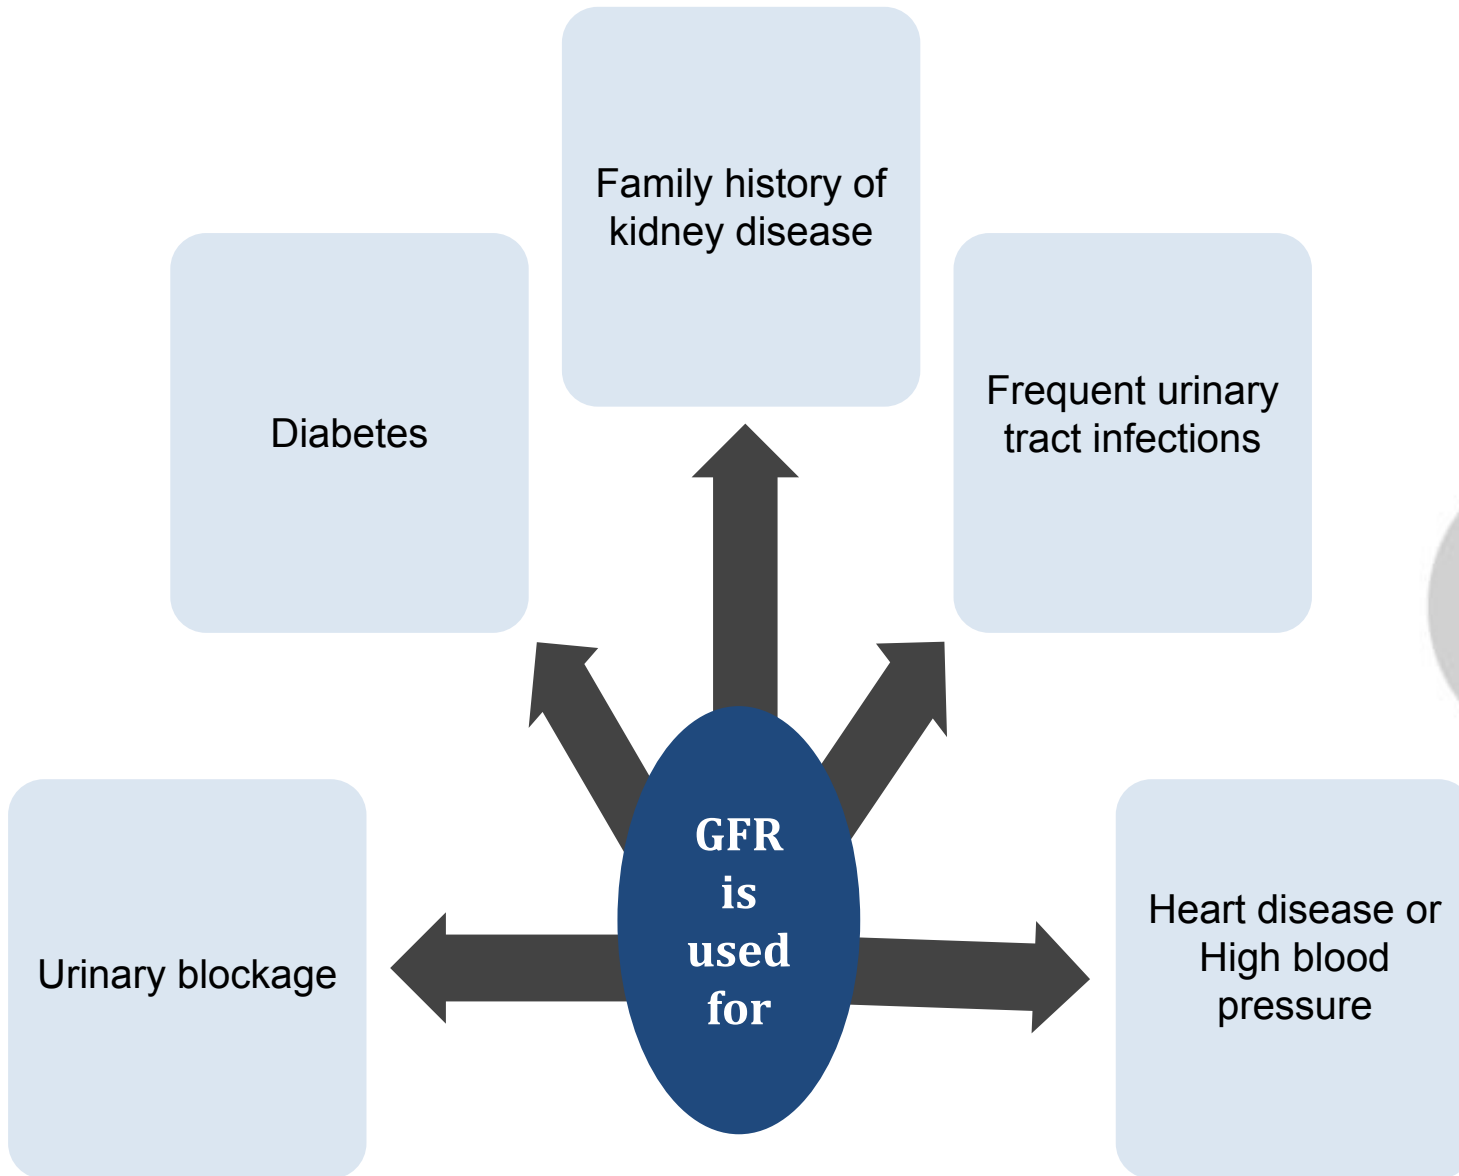 Family history of
kidney disease
Diabetes
Frequent urinary
tract infections
Urinary blockage
GFR
is
used
for
Heart disease or
High blood
pressure